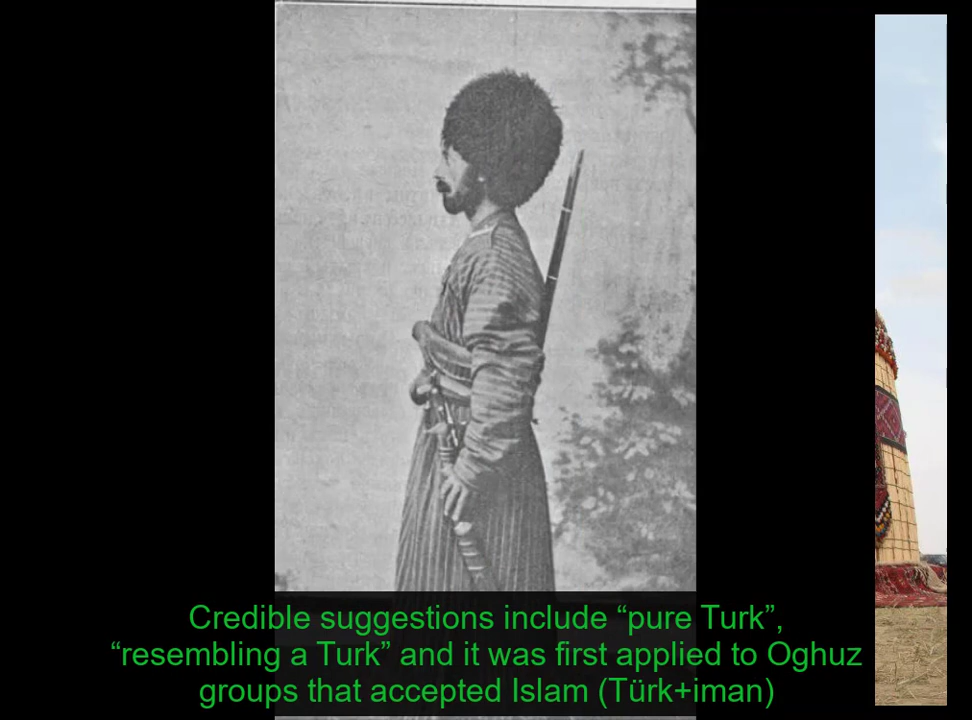 Credible suggestions include “pure Turk”,
“resembling a Turk” and it was first applied to Oghuz
groups that accepted Islam (Türk+iman)